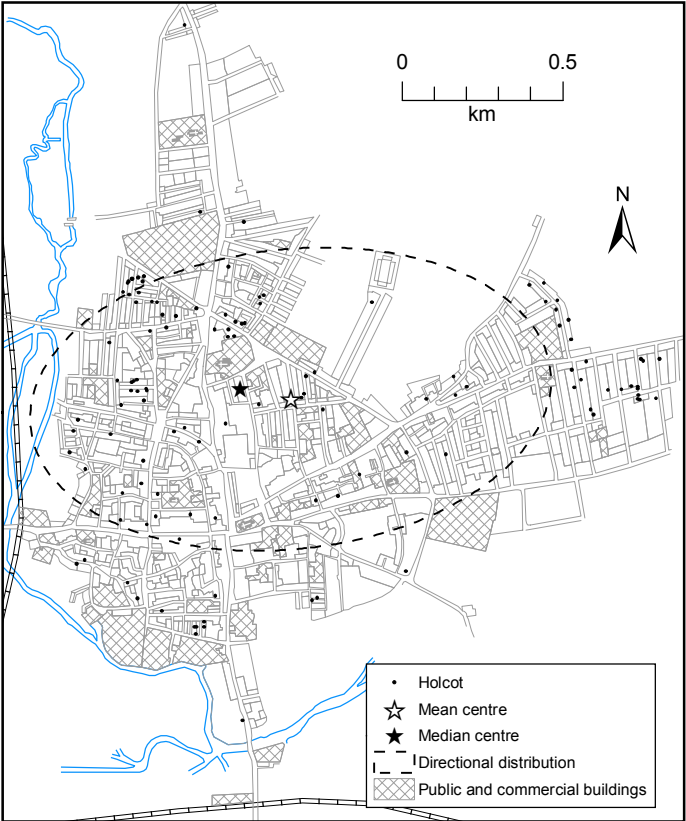 0 0.5
km
N
Holcot
Mean centre
Median centre
Directional distribution
Public and commercial buildings